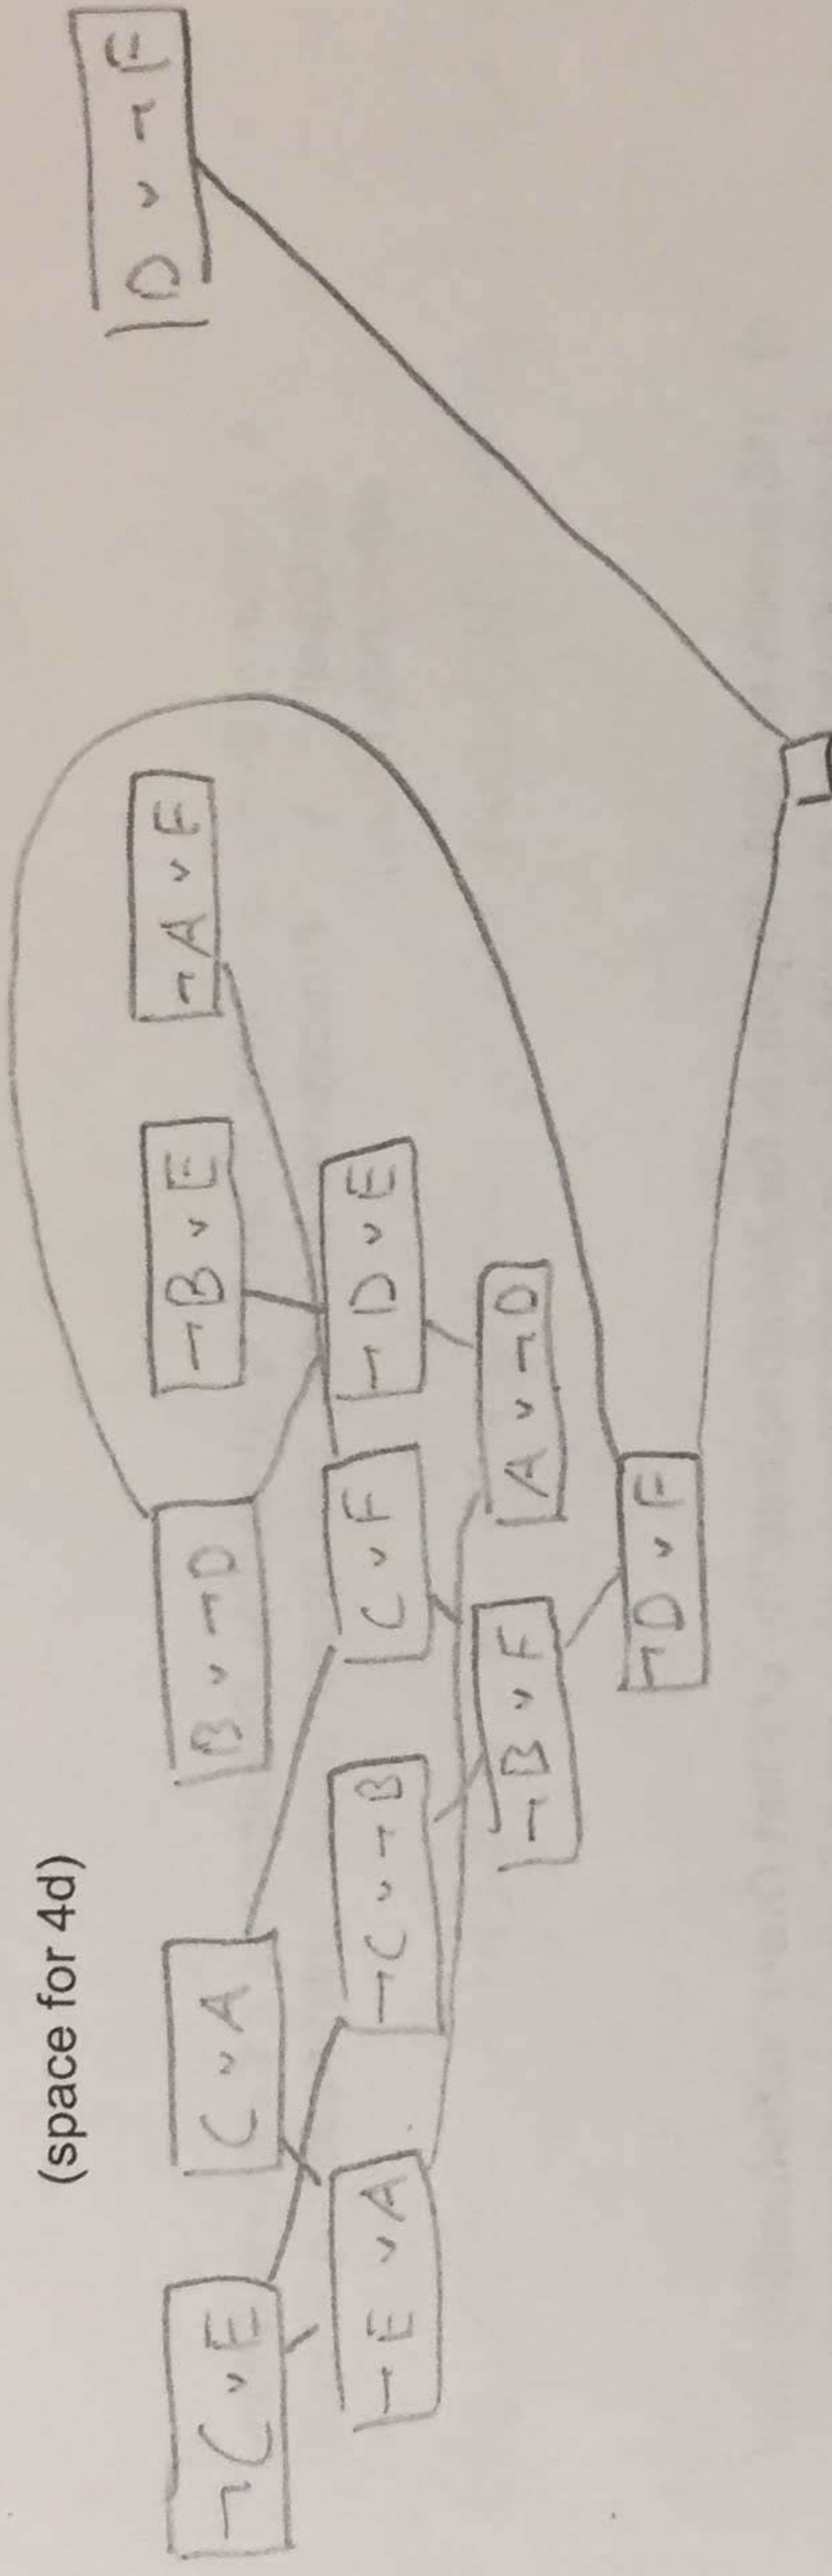 (space for 4d)
¬C ∨ E
C ∨ A
B ∨ ¬D
¬B ∨ E
¬A ∨ F
D ∨ ¬F
¬E ∨ A
¬C ∨ ¬B
C ∨ F
¬D ∨ E
¬B ∨ F
A ∨ ¬D
¬D ∨ F